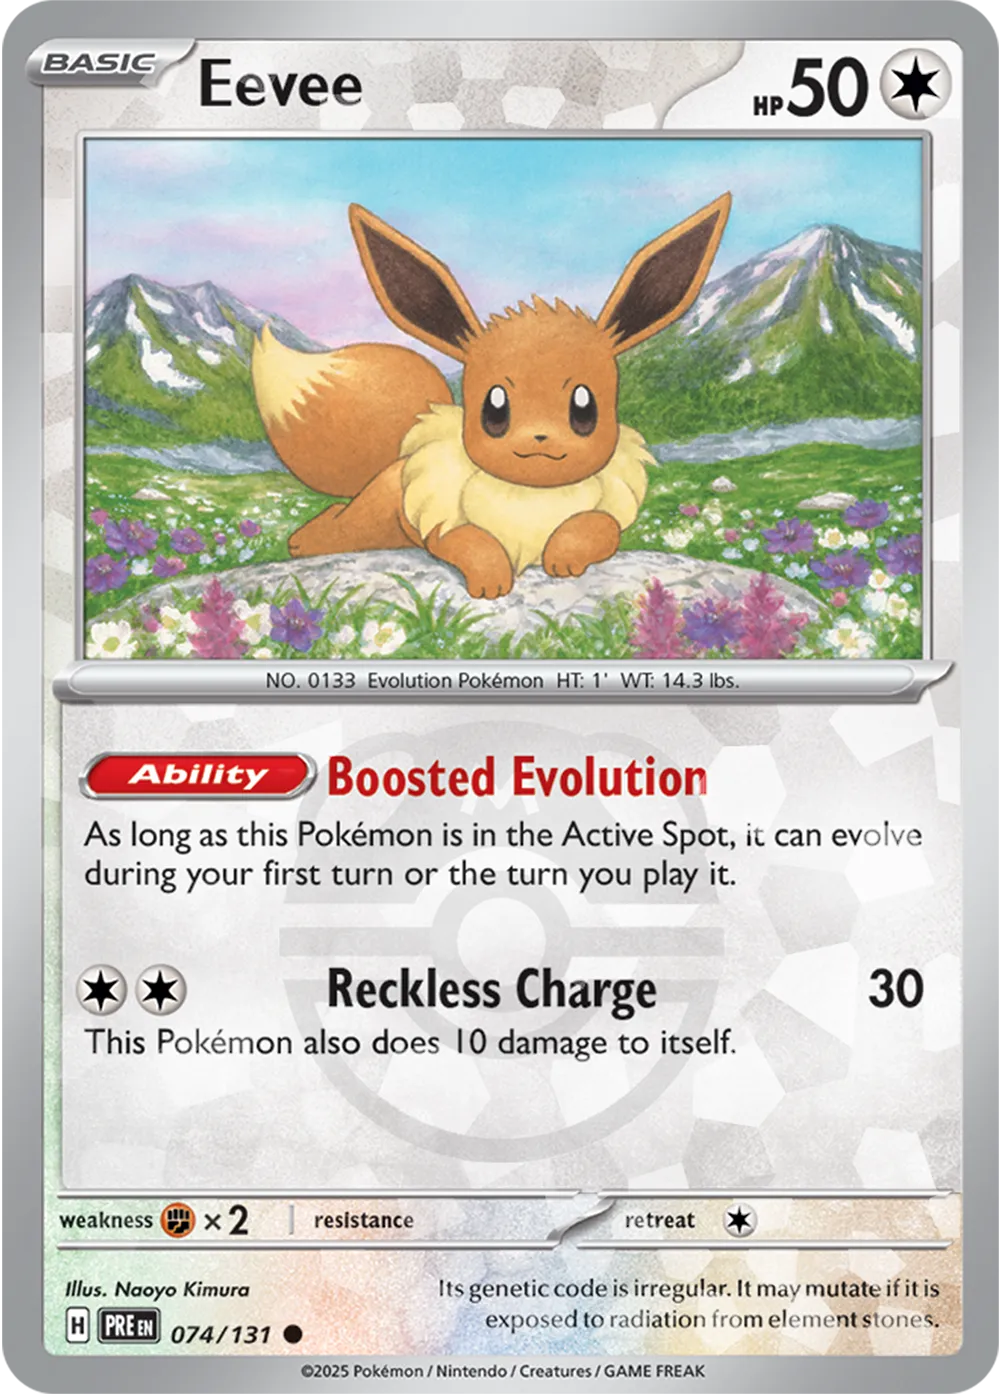 BASIC Eevee HP 50
NO. 0133 Evolution Pokémon HT: 1' WT: 14.3 lbs.
Ability Boosted Evolution
As long as this Pokémon is in the Active Spot, it can evolve
during your first turn or the turn you play it.
Reckless Charge 30
This Pokémon also does 10 damage to itself.
weakness ×2 resistance retreat
Illus. Naoyo Kimura
Its genetic code is irregular. It may mutate if it is
exposed to radiation from element stones.
H PRE EN 074/131
©2025 Pokémon / Nintendo / Creatures / GAME FREAK